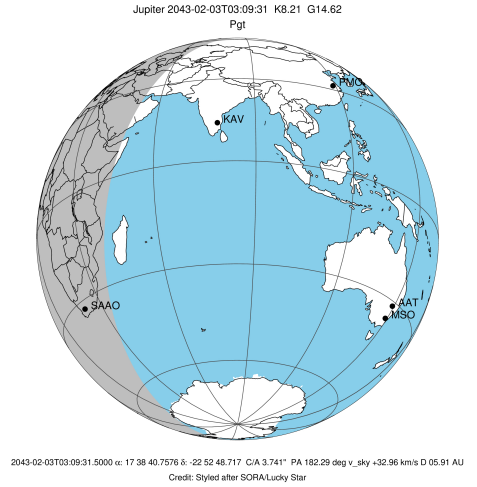 Jupiter 2043-02-03T03:09:31  K8.21  G14.62
Pgt
PMO
KAV
AAT
MSO
SAAO
2043-02-03T03:09:31.5000 α: 17 38 40.7576 δ: -22 52 48.717  C/A 3.741"  PA 182.29 deg v_sky +32.96 km/s D 05.91 AU
Credit: Styled after SORA/Lucky Star